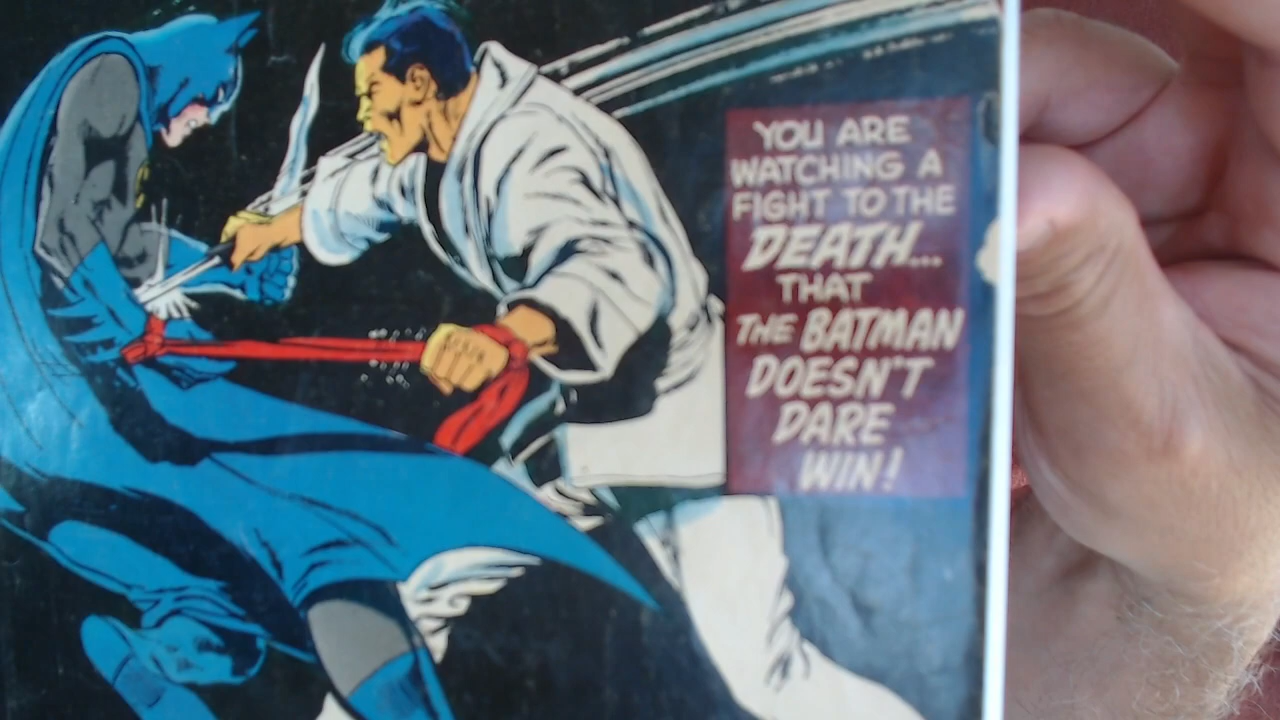 YOU ARE
WATCHING A
FIGHT TO THE
DEATH...
THAT
THE BATMAN
DOESN'T
DARE
WIN!